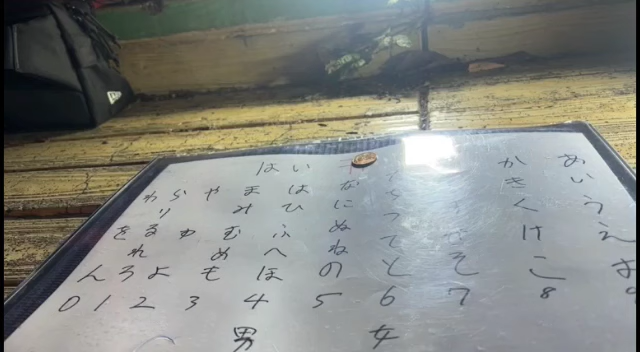 はい
あいうえお
かきくけこ
そ
つてと
なにぬねの
はひふへほ
まみむめも
やゆよ
らりるれろ
わをん
0 1 2 3 4 5 6 7 8
男 女